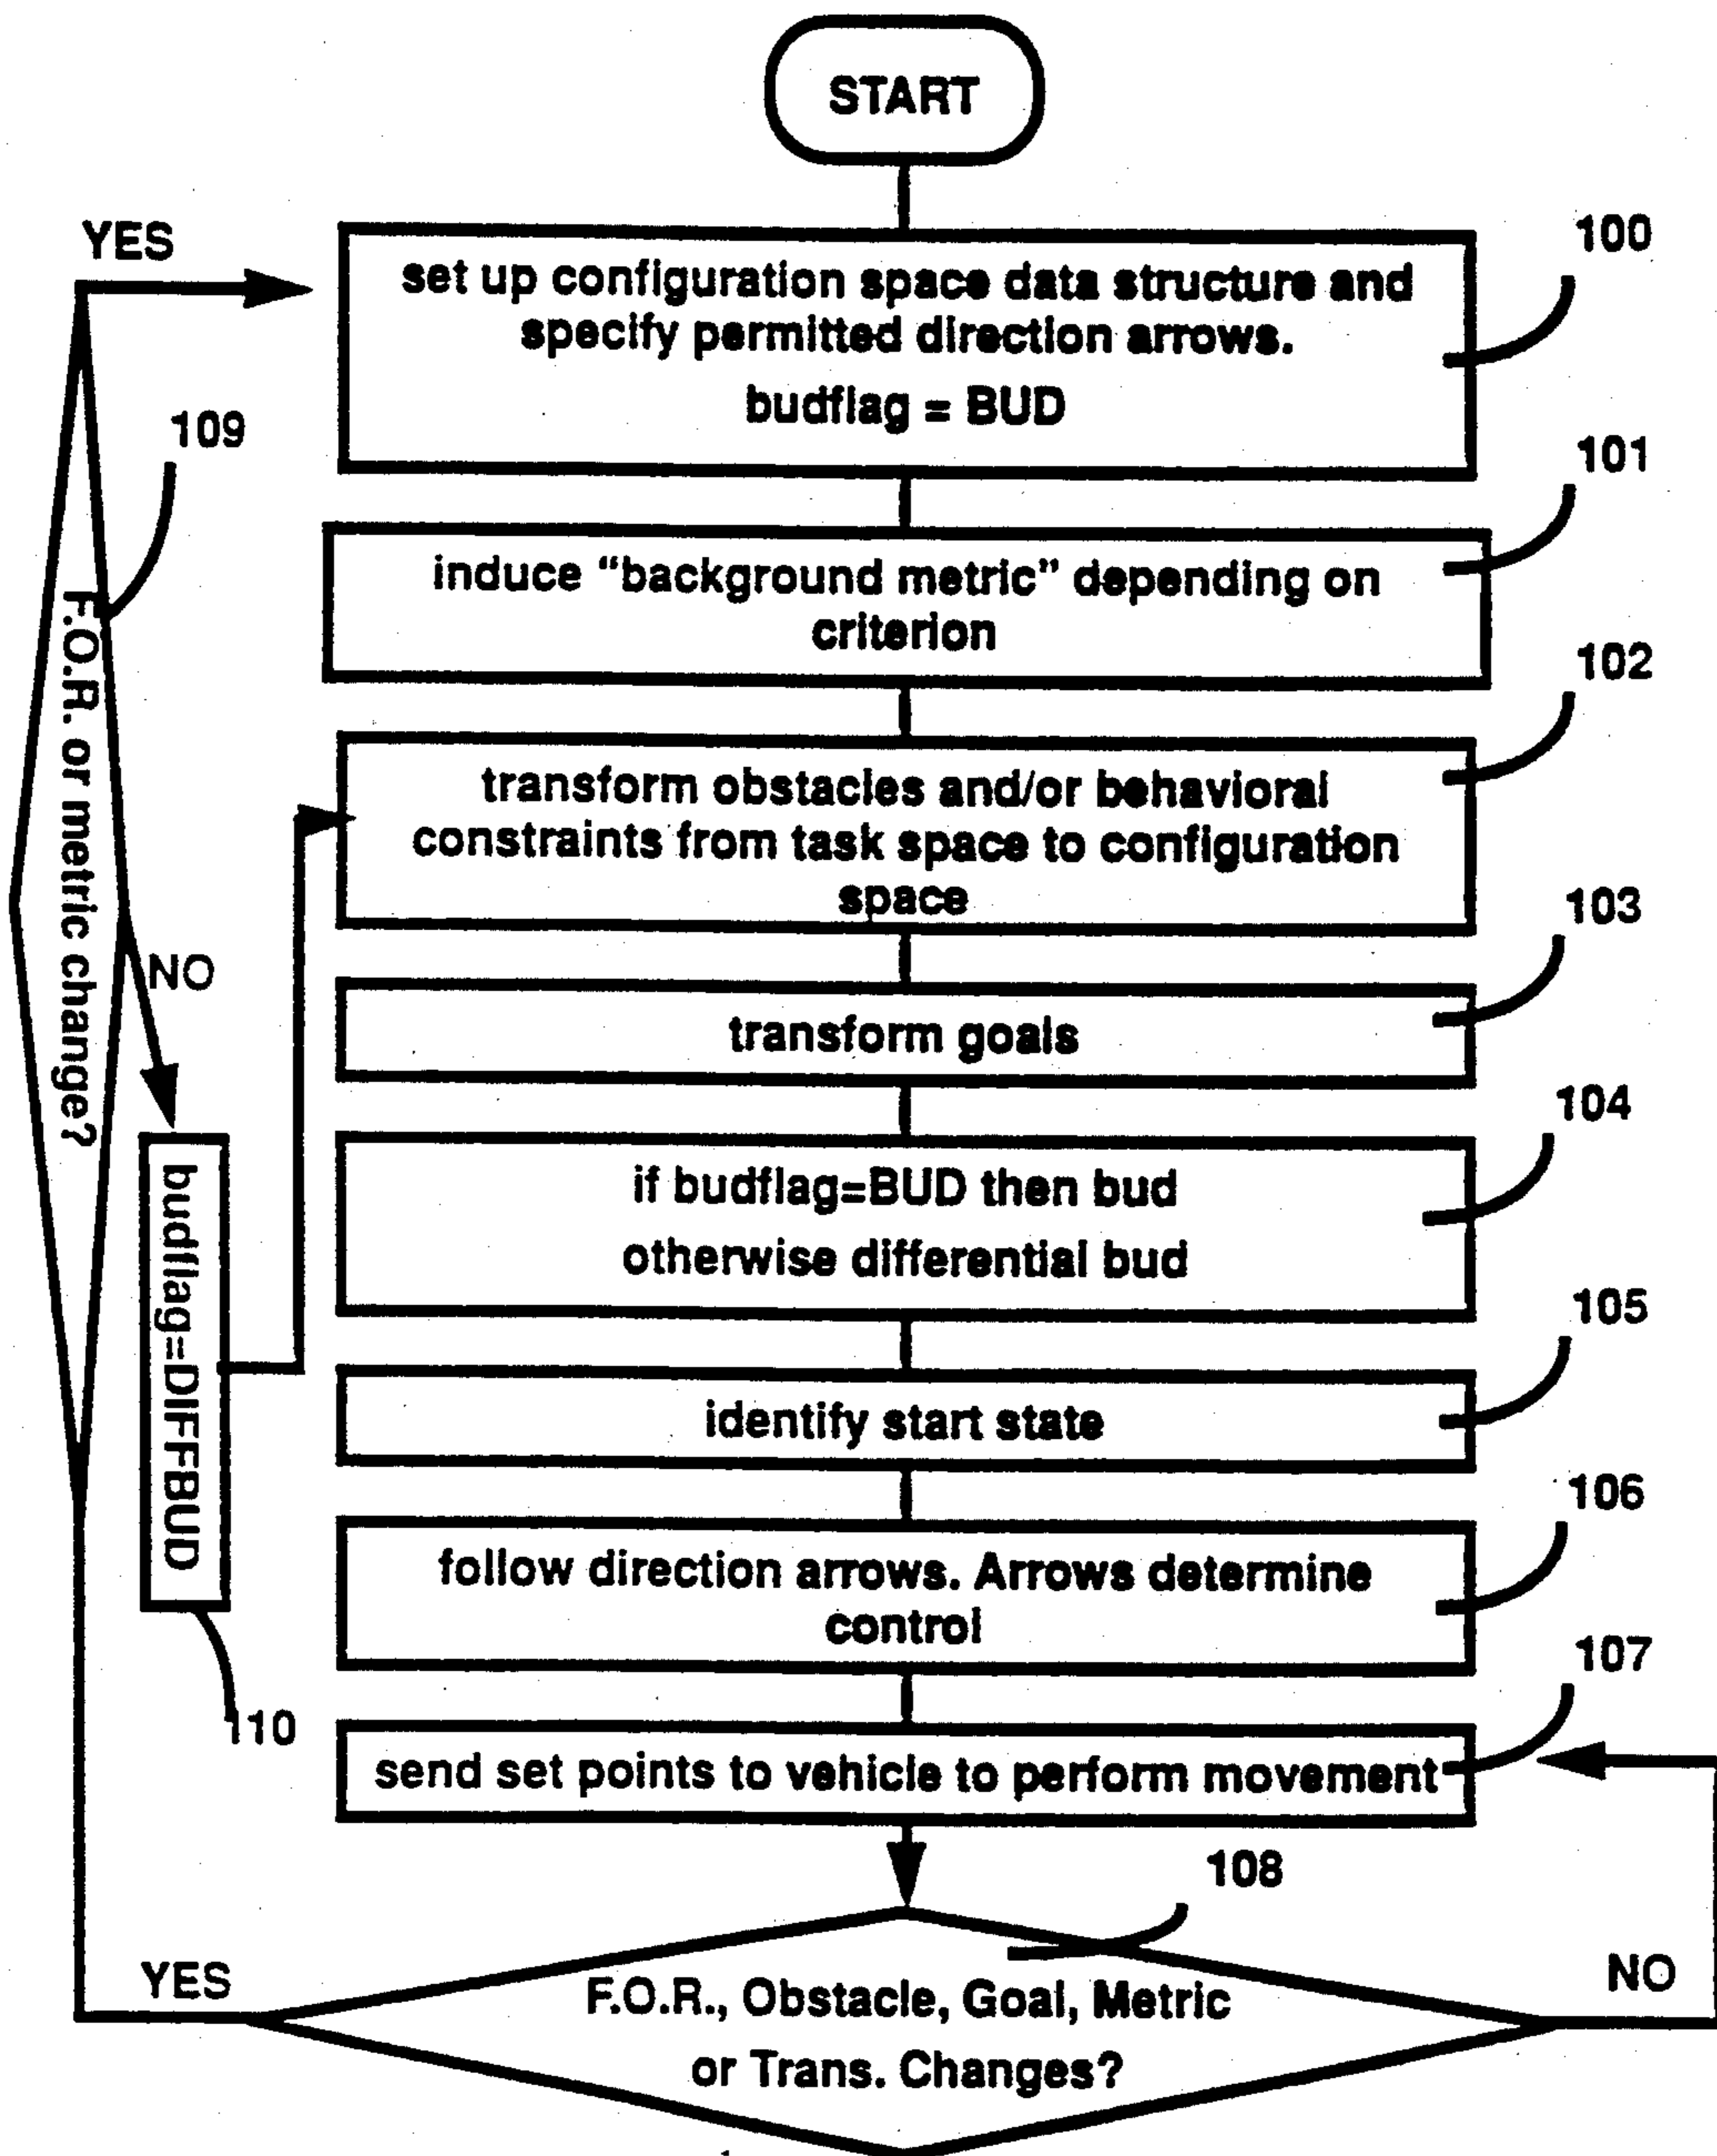 START
YES
100
set up configuration space data structure and
specify permitted direction arrows.
budflag = BUD
109
101
induce “background metric” depending on
criterion
102
F.O.R. or metric change?
transform obstacles and/or behavioral
constraints from task space to configuration
space
103
NO
transform goals
104
if budflag=BUD then bud
otherwise differential bud
budflag=DIFFBUD
105
identify start state
106
follow direction arrows. Arrows determine
control
107
110
send set points to vehicle to perform movement
108
YES
NO
F.O.R., Obstacle, Goal, Metric
or Trans. Changes?